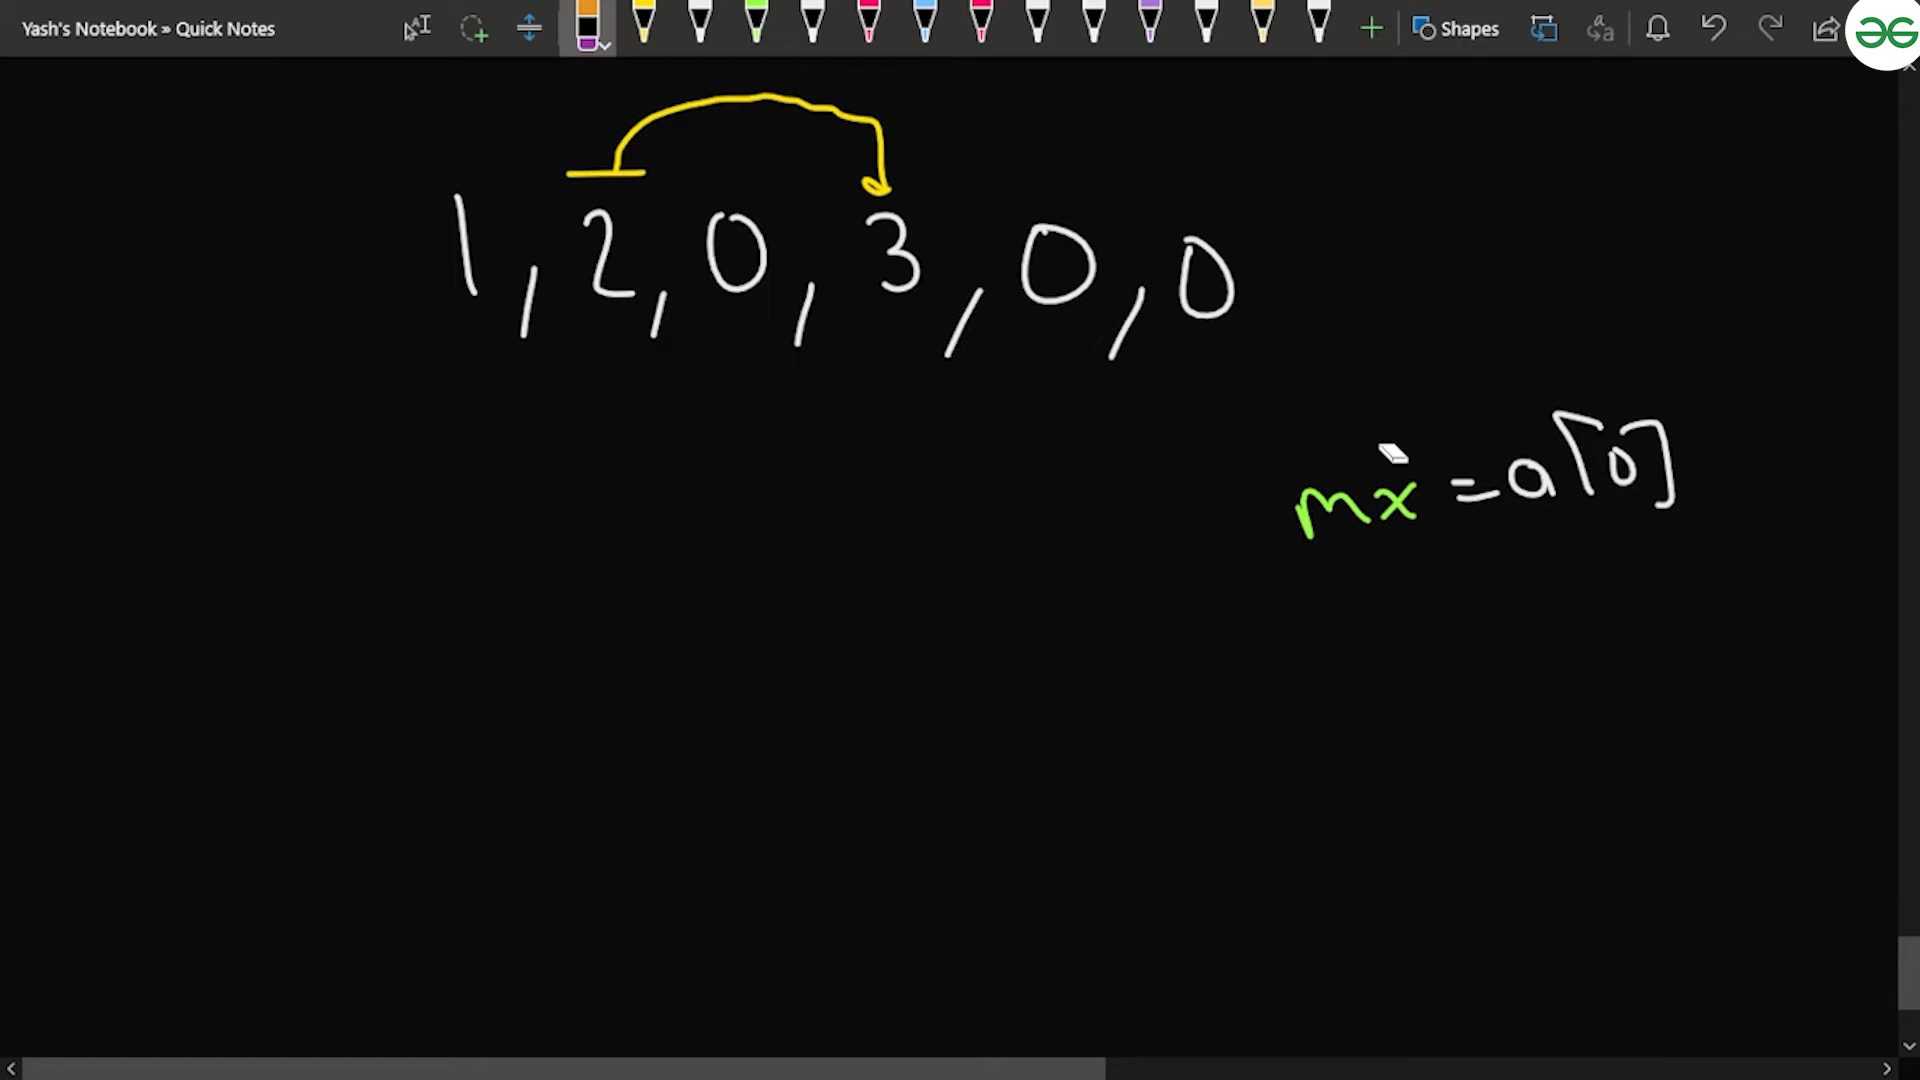 Yash's Notebook » Quick Notes
Shapes
1, 2, 0, 3, 0, 0
mx = a[0]